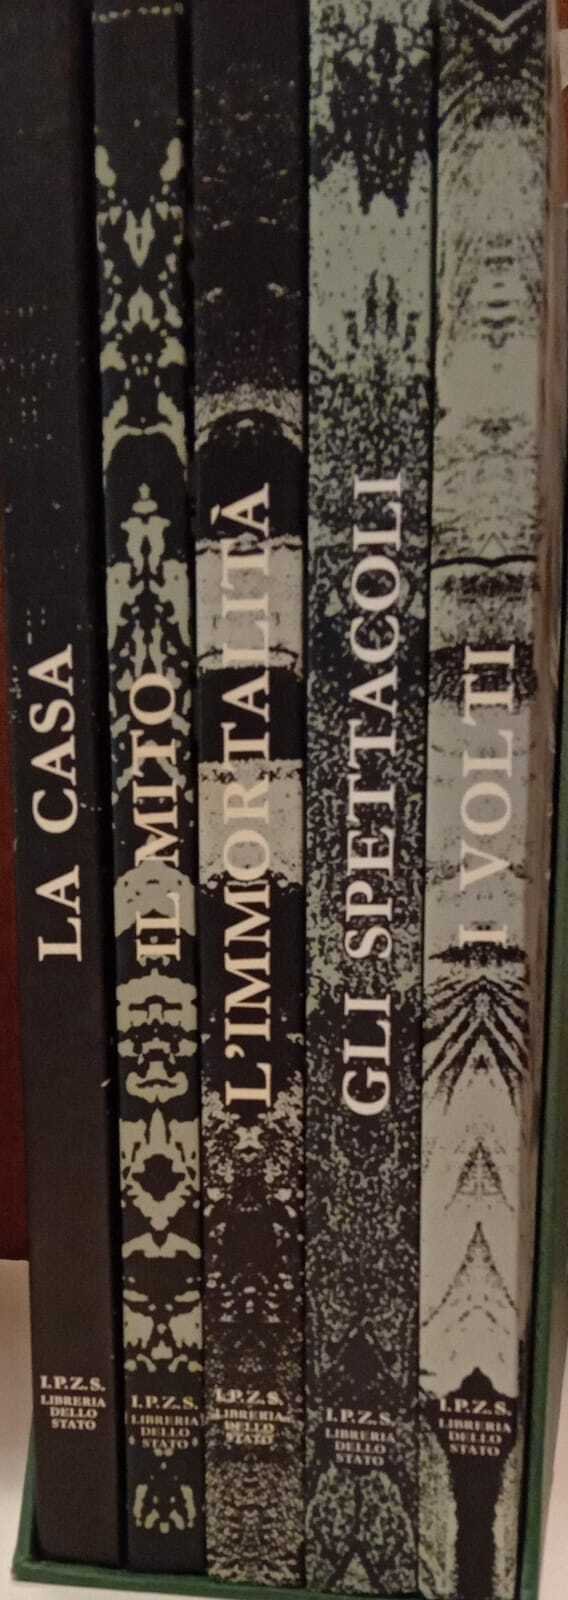 LA CASA
I.P.Z.S.
LIBRERIA
DELLO
STATO
IL MITO
I.P.Z.S.
LIBRERIA
DELLO
STATO
L'IMMORTALITÀ
I.P.Z.S.
LIBRERIA
DELLO
STATO
GLI SPETTACOLI
I.P.Z.S.
LIBRERIA
DELLO
STATO
I VOLTI
I.P.Z.S.
LIBRERIA
DELLO
STATO